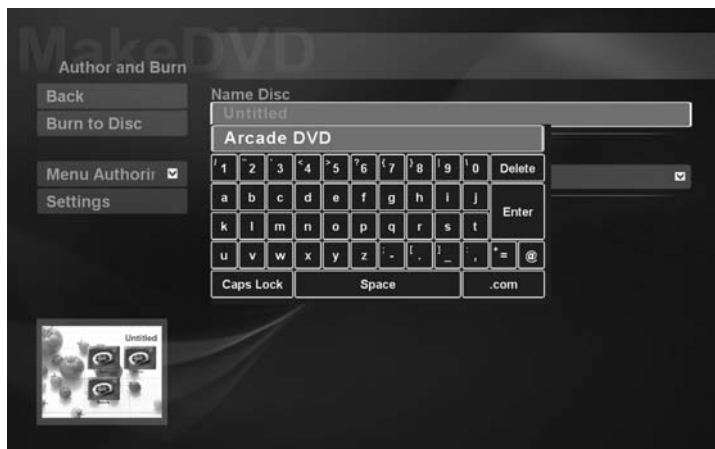 MakeDVD
Author and Burn
Back
Burn to Disc
Menu Authorin
Settings
Name Disc
Untitled
Arcade DVD
1 2 3 < 4 > 5 ? 6 { 7 } 8 | 9 \ 0 Delete
a b c d e f g h i j
Enter
k l m n o p q r s t
u v w x y z ; - [ . ] _ : , = @
Caps Lock Space .com
Untitled